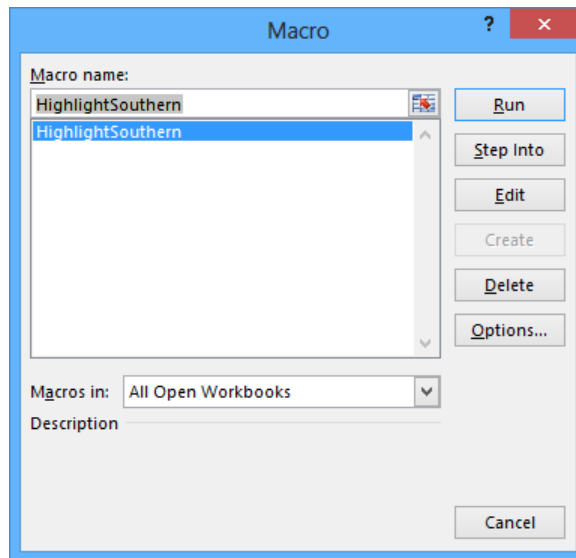 Macro
?
×
Macro name:
HighlightSouthern
HighlightSouthern
Run
Step Into
Edit
Create
Delete
Options...
Macros in: All Open Workbooks
Description
Cancel